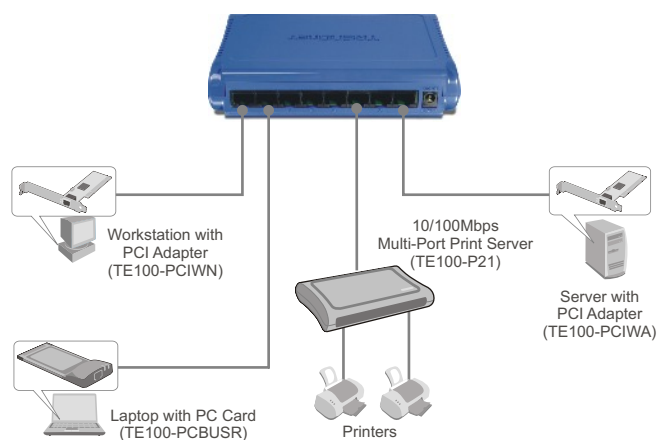 Workstation with
PCI Adapter
(TE100-PCIWN)
10/100Mbps
Multi-Port Print Server
(TE100-P21)
Server with
PCI Adapter
(TE100-PCIWA)
Laptop with PC Card
(TE100-PCBUSR)
Printers